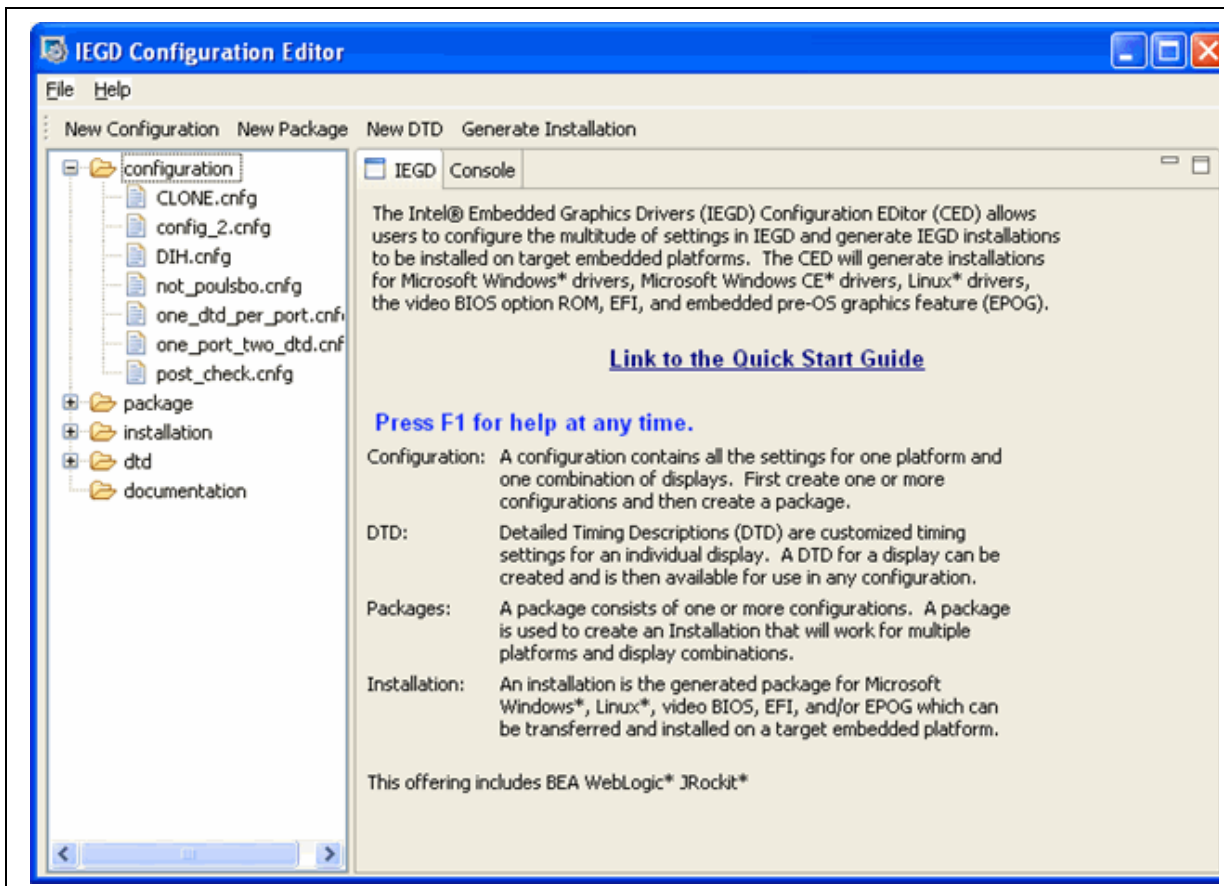 IEGD Configuration Editor
File Help
New Configuration New Package New DTD Generate Installation
configuration
CLONE.cnfg
config_2.cnfg
DIH.cnfg
not_poulsbo.cnfg
one_dtd_per_port.cnf
one_port_two_dtd.cnf
post_check.cnfg
package
installation
dtd
documentation
IEGD Console
The Intel® Embedded Graphics Drivers (IEGD) Configuration EDitor (CED) allows
users to configure the multitude of settings in IEGD and generate IEGD installations
to be installed on target embedded platforms. The CED will generate installations
for Microsoft Windows* drivers, Microsoft Windows CE* drivers, Linux* drivers,
the video BIOS option ROM, EFI, and embedded pre-OS graphics feature (EPOG).
Link to the Quick Start Guide
Press F1 for help at any time.
Configuration: A configuration contains all the settings for one platform and
one combination of displays. First create one or more
configurations and then create a package.
DTD: Detailed Timing Descriptions (DTD) are customized timing
settings for an individual display. A DTD for a display can be
created and is then available for use in any configuration.
Packages: A package consists of one or more configurations. A package
is used to create an Installation that will work for multiple
platforms and display combinations.
Installation: An installation is the generated package for Microsoft
Windows*, Linux*, video BIOS, EFI, and/or EPOG which can
be transferred and installed on a target embedded platform.
This offering includes BEA WebLogic* JRockit*